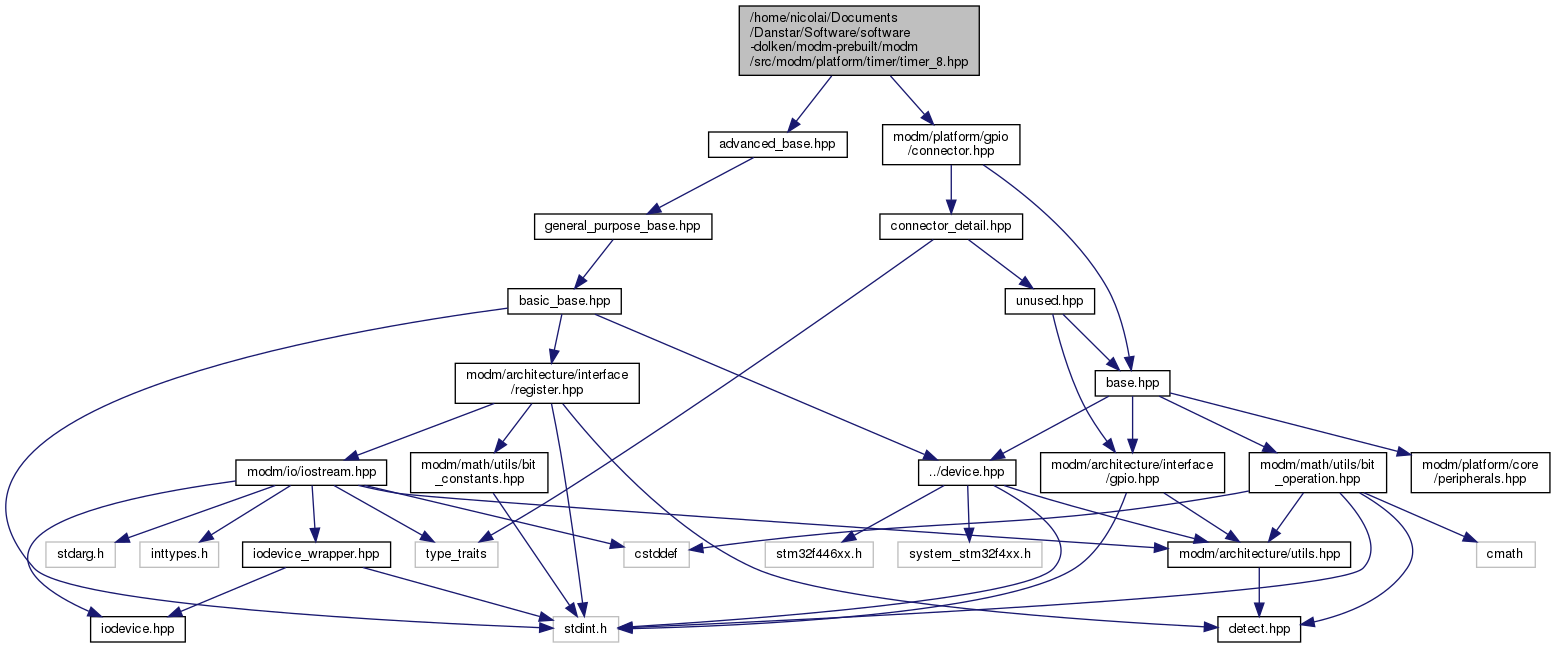 /home/nicolai/Documents
/Danstar/Software/software
-dolken/modm-prebuilt/modm
/src/modm/platform/timer/timer_8.hpp
advanced_base.hpp
modm/platform/gpio
/connector.hpp
general_purpose_base.hpp
connector_detail.hpp
basic_base.hpp
unused.hpp
modm/architecture/interface
/register.hpp
base.hpp
modm/io/iostream.hpp
modm/math/utils/bit
_constants.hpp
../device.hpp
modm/architecture/interface
/gpio.hpp
modm/math/utils/bit
_operation.hpp
modm/platform/core
/peripherals.hpp
stdarg.h
inttypes.h
iodevice_wrapper.hpp
type_traits
cstddef
stm32f446xx.h
system_stm32f4xx.h
modm/architecture/utils.hpp
cmath
iodevice.hpp
stdint.h
detect.hpp